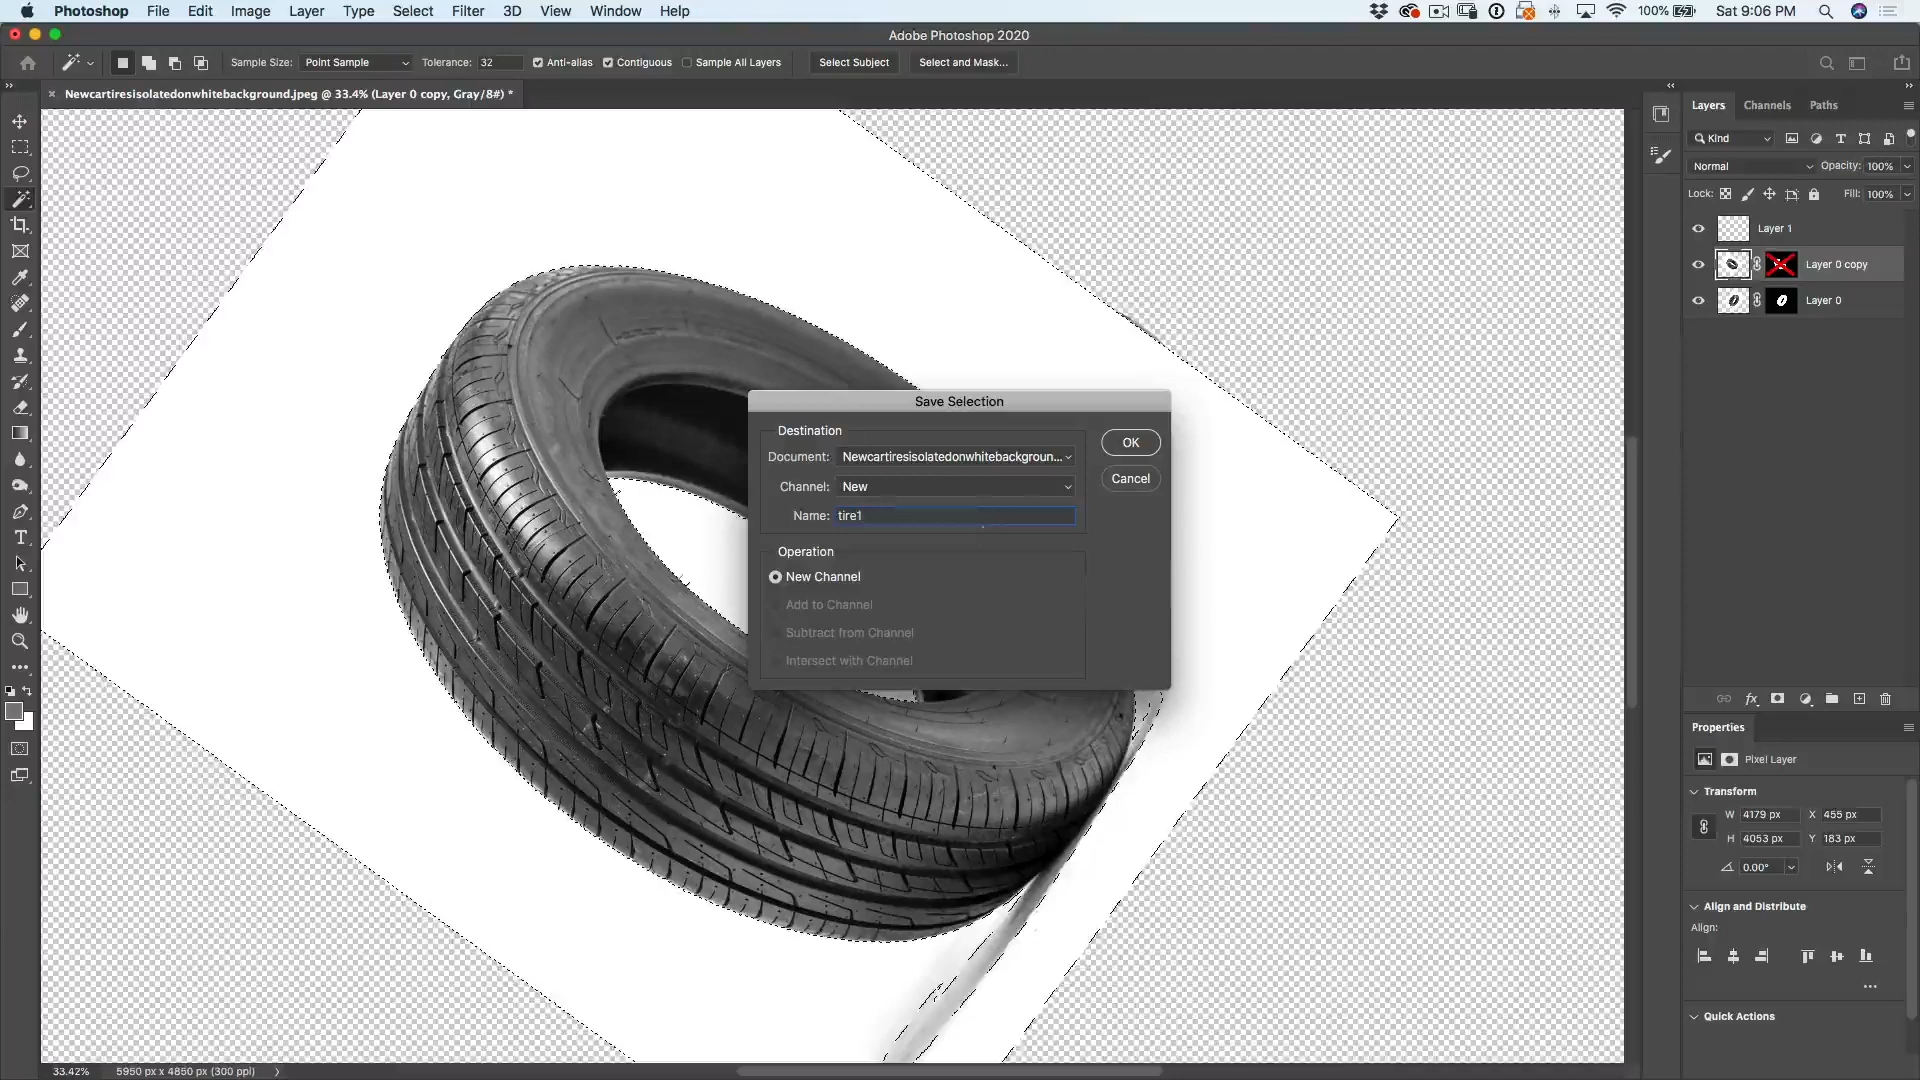 Photoshop File Edit Image Layer Type Select Filter 3D View Window Help 100% Sat 9:06 PM
Adobe Photoshop 2020
Sample Size: Point Sample Tolerance: 32 Anti-alias Contiguous Sample All Layers Select Subject Select and Mask...
Newcartiresisolatedonwhitebackground.jpeg @ 33.4% (Layer 0 copy, Gray/8#) *
Layers Channels Paths
Kind
Normal Opacity: 100%
Lock: Fill: 100%
Layer 1
Layer 0 copy
Layer 0
Save Selection
Destination
Document: Newcartiresisolatedonwhitebackgroun...
Channel: New
Name: tire1
OK
Cancel
Operation
New Channel
Add to Channel
Subtract from Channel
Intersect with Channel
Properties
Pixel Layer
Transform
W 4179 px X 455 px
H 4053 px Y 183 px
0.00°
Align and Distribute
Align:
Quick Actions
33.42% 5950 px x 4850 px (300 ppi)